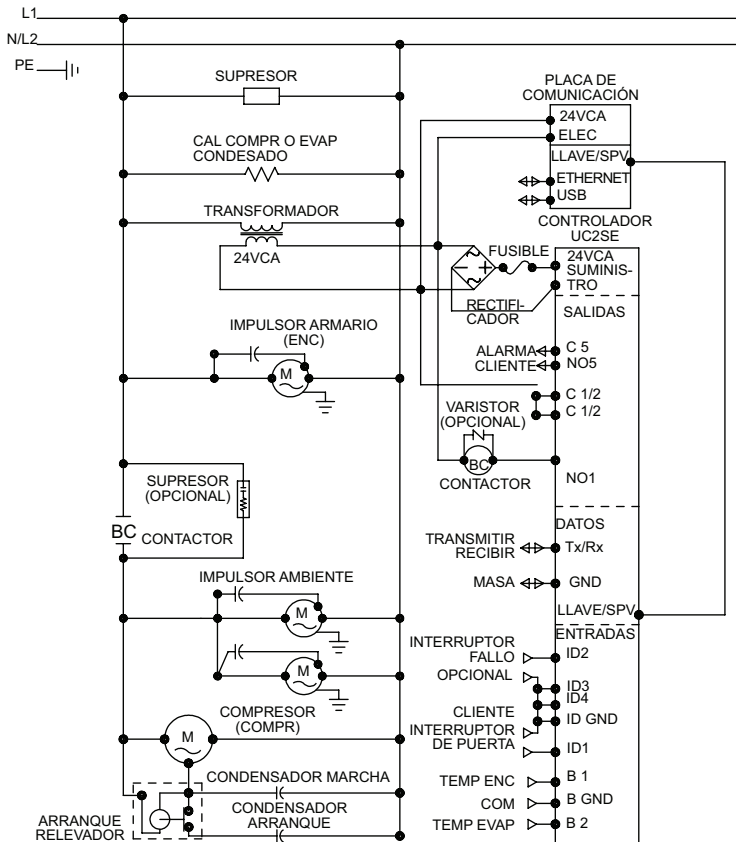 L1
N/L2
PE
SUPRESOR
CAL COMPR O EVAP
CONDESADO
TRANSFORMADOR
24VCA
IMPULSOR ARMARIO
(ENC)
M
SUPRESOR
(OPCIONAL)
BC
CONTACTOR
IMPULSOR AMBIENTE
M
M
COMPRESOR
(COMPR)
M
CONDENSADOR MARCHA
CONDENSADOR
ARRANQUE
ARRANQUE
RELEVADOR
PLACA DE
COMUNICACIÓN
24VCA
ELEC
LLAVE/SPV
ETHERNET
USB
CONTROLADOR
UC2SE
FUSIBLE
24VCA
SUMINIS-
TRO
RECTIFI-
CADOR
SALIDAS
ALARMA
C 5
CLIENTE
NO5
C 1/2
C 1/2
VARISTOR
(OPCIONAL)
BC
CONTACTOR
NO1
DATOS
TRANSMITIR
RECIBIR
Tx/Rx
MASA
GND
LLAVE/SPV
ENTRADAS
INTERRUPTOR
FALLO
ID2
OPCIONAL
ID3
ID4
CLIENTE
ID GND
INTERRUPTOR
DE PUERTA
ID1
TEMP ENC
B 1
COM
B GND
TEMP EVAP
B 2